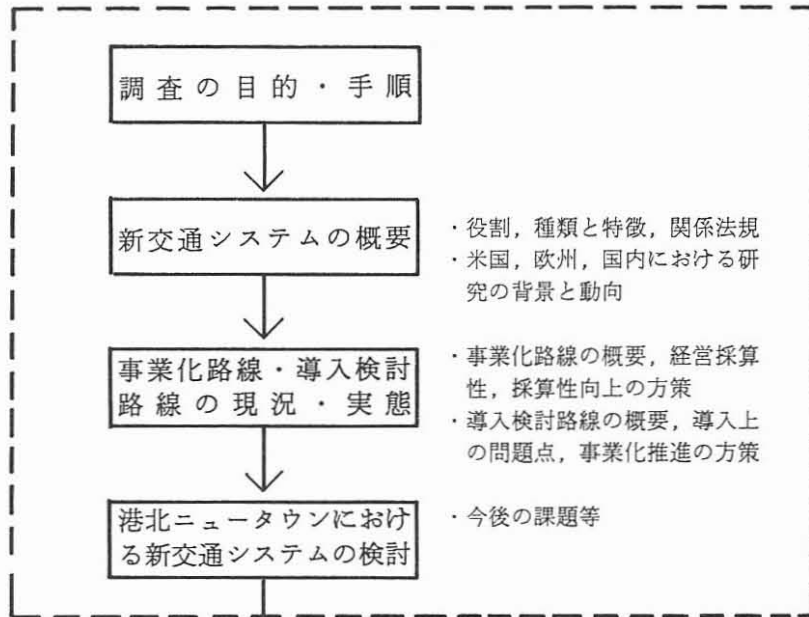 調査の目的・手順
新交通システムの概要
・役割，種類と特徴，関係法規
・米国，欧州，国内における研
究の背景と動向
事業化路線・導入検討
路線の現況・実態
・事業化路線の概要，経営採算
性，採算性向上の方策
・導入検討路線の概要，導入上
の問題点，事業化推進の方策
港北ニュータウンにおけ
る新交通システムの検討
・今後の課題等